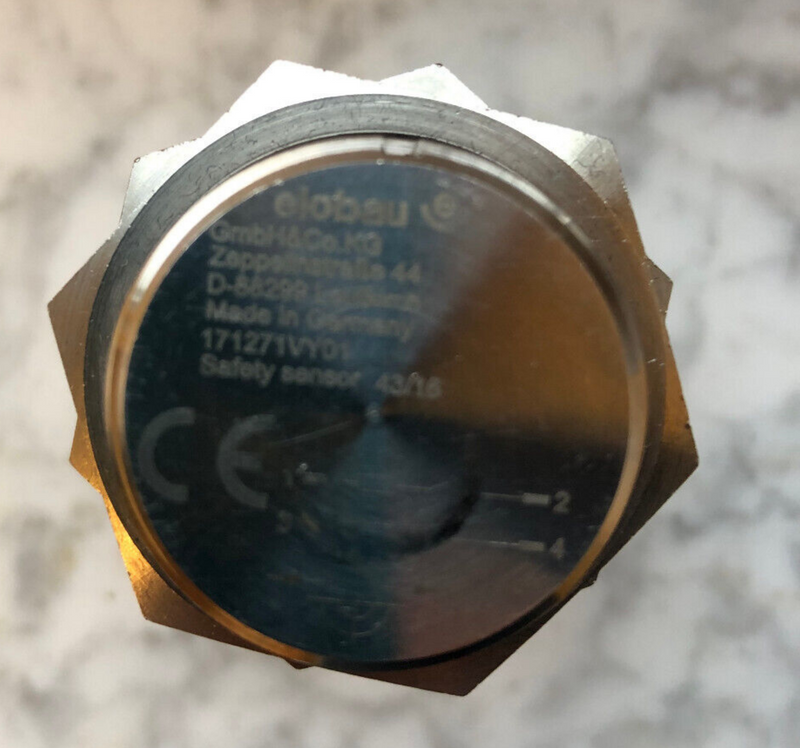 elobau e
GmbH&Co.KG
Zeppelinstraße 44
D-88299
Made in Germany
171271VY01
Safety sensor 43/15
CE
1 2
3 4